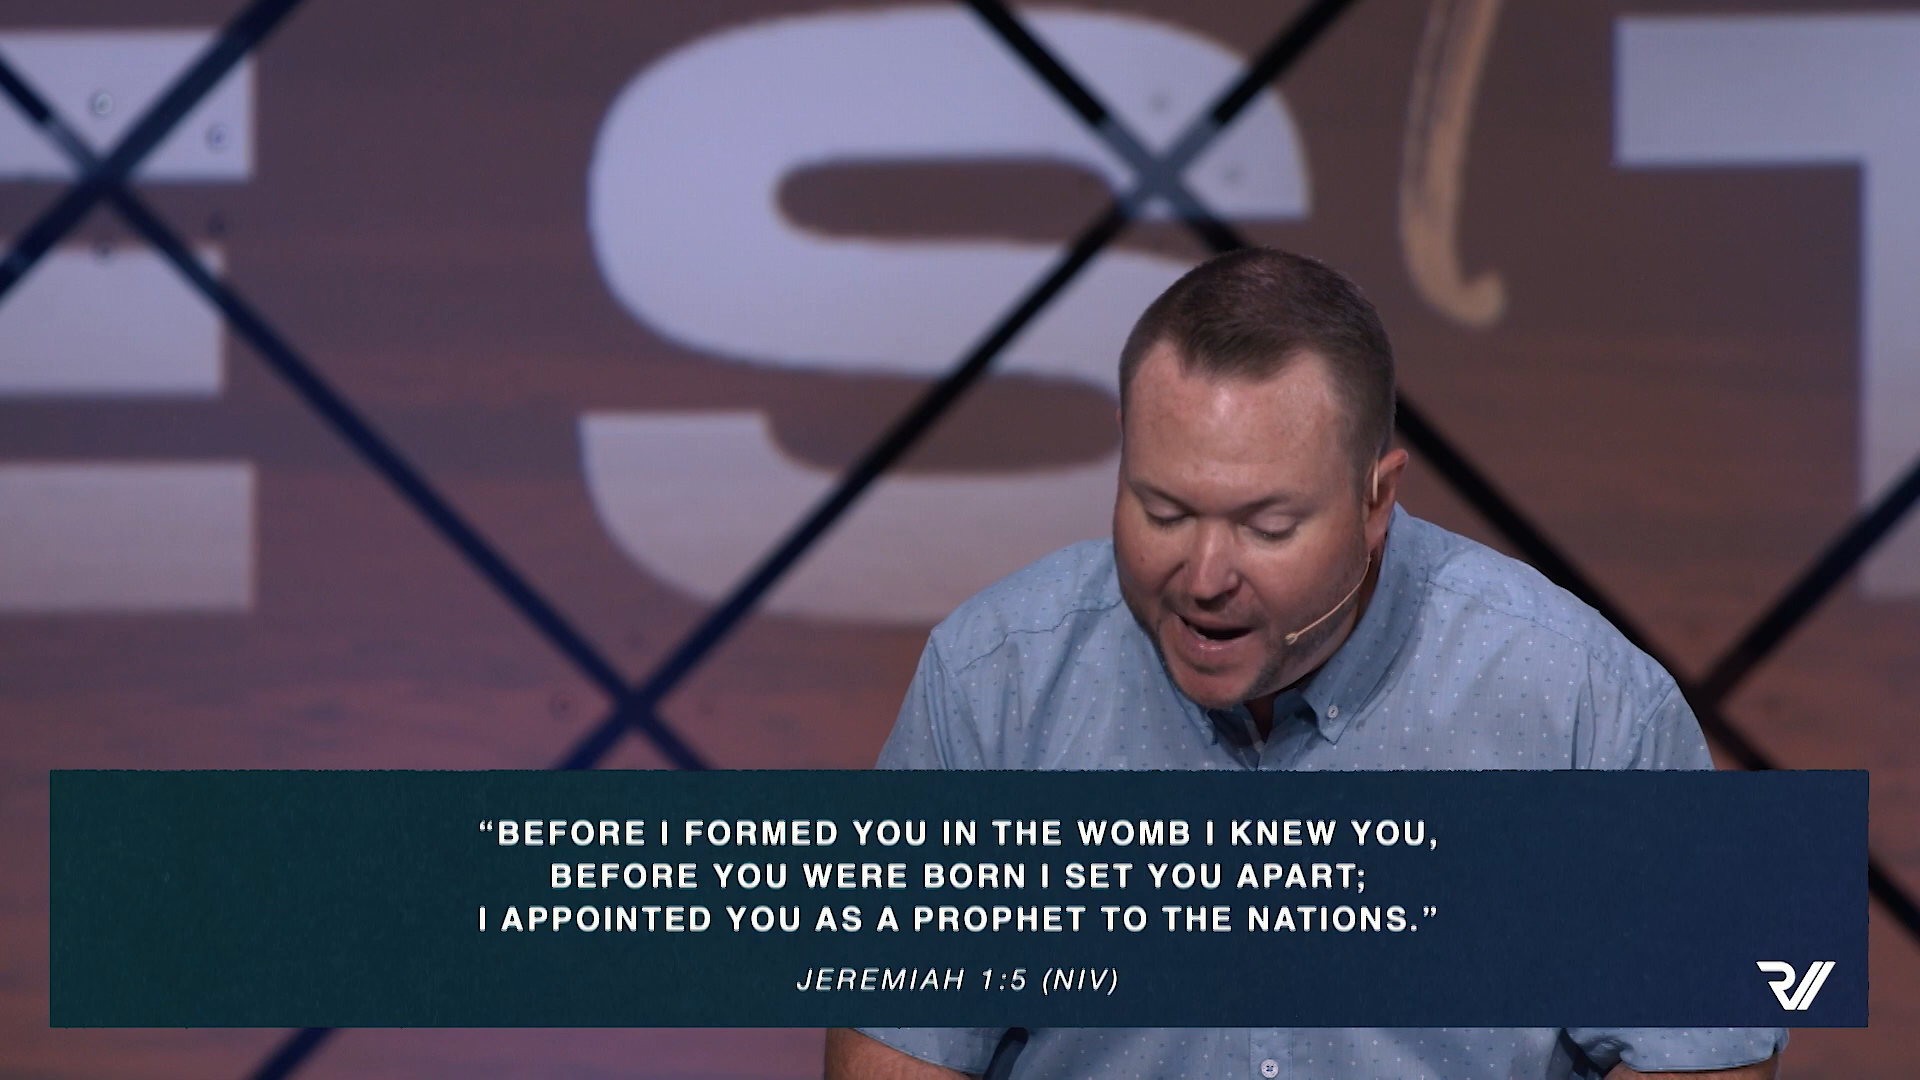 E S T
“BEFORE I FORMED YOU IN THE WOMB I KNEW YOU,
BEFORE YOU WERE BORN I SET YOU APART;
I APPOINTED YOU AS A PROPHET TO THE NATIONS.”
JEREMIAH 1:5 (NIV)